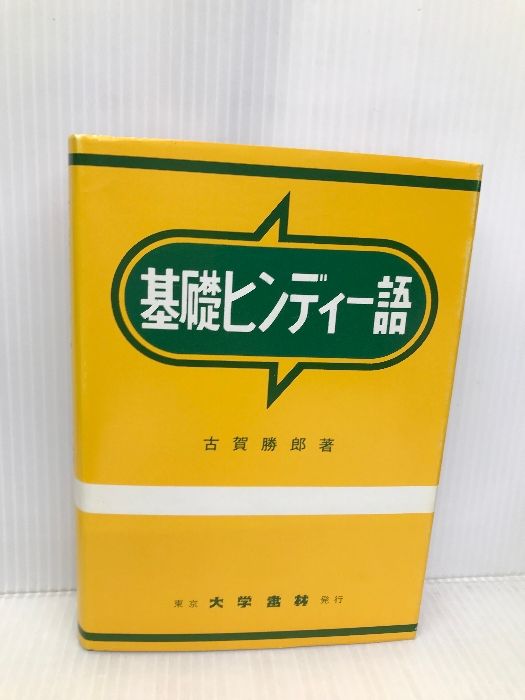 基礎ヒンディー語
古賀勝郎著
東京 大学書林 発行